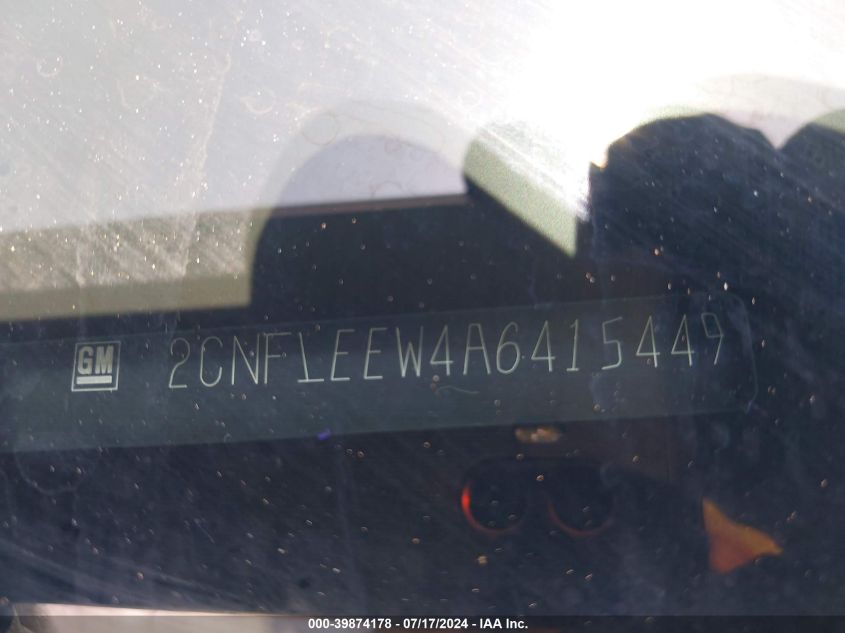 GM 2CNFLEEW4A6415449
000-39874178 - 07/17/2024 - IAA Inc.